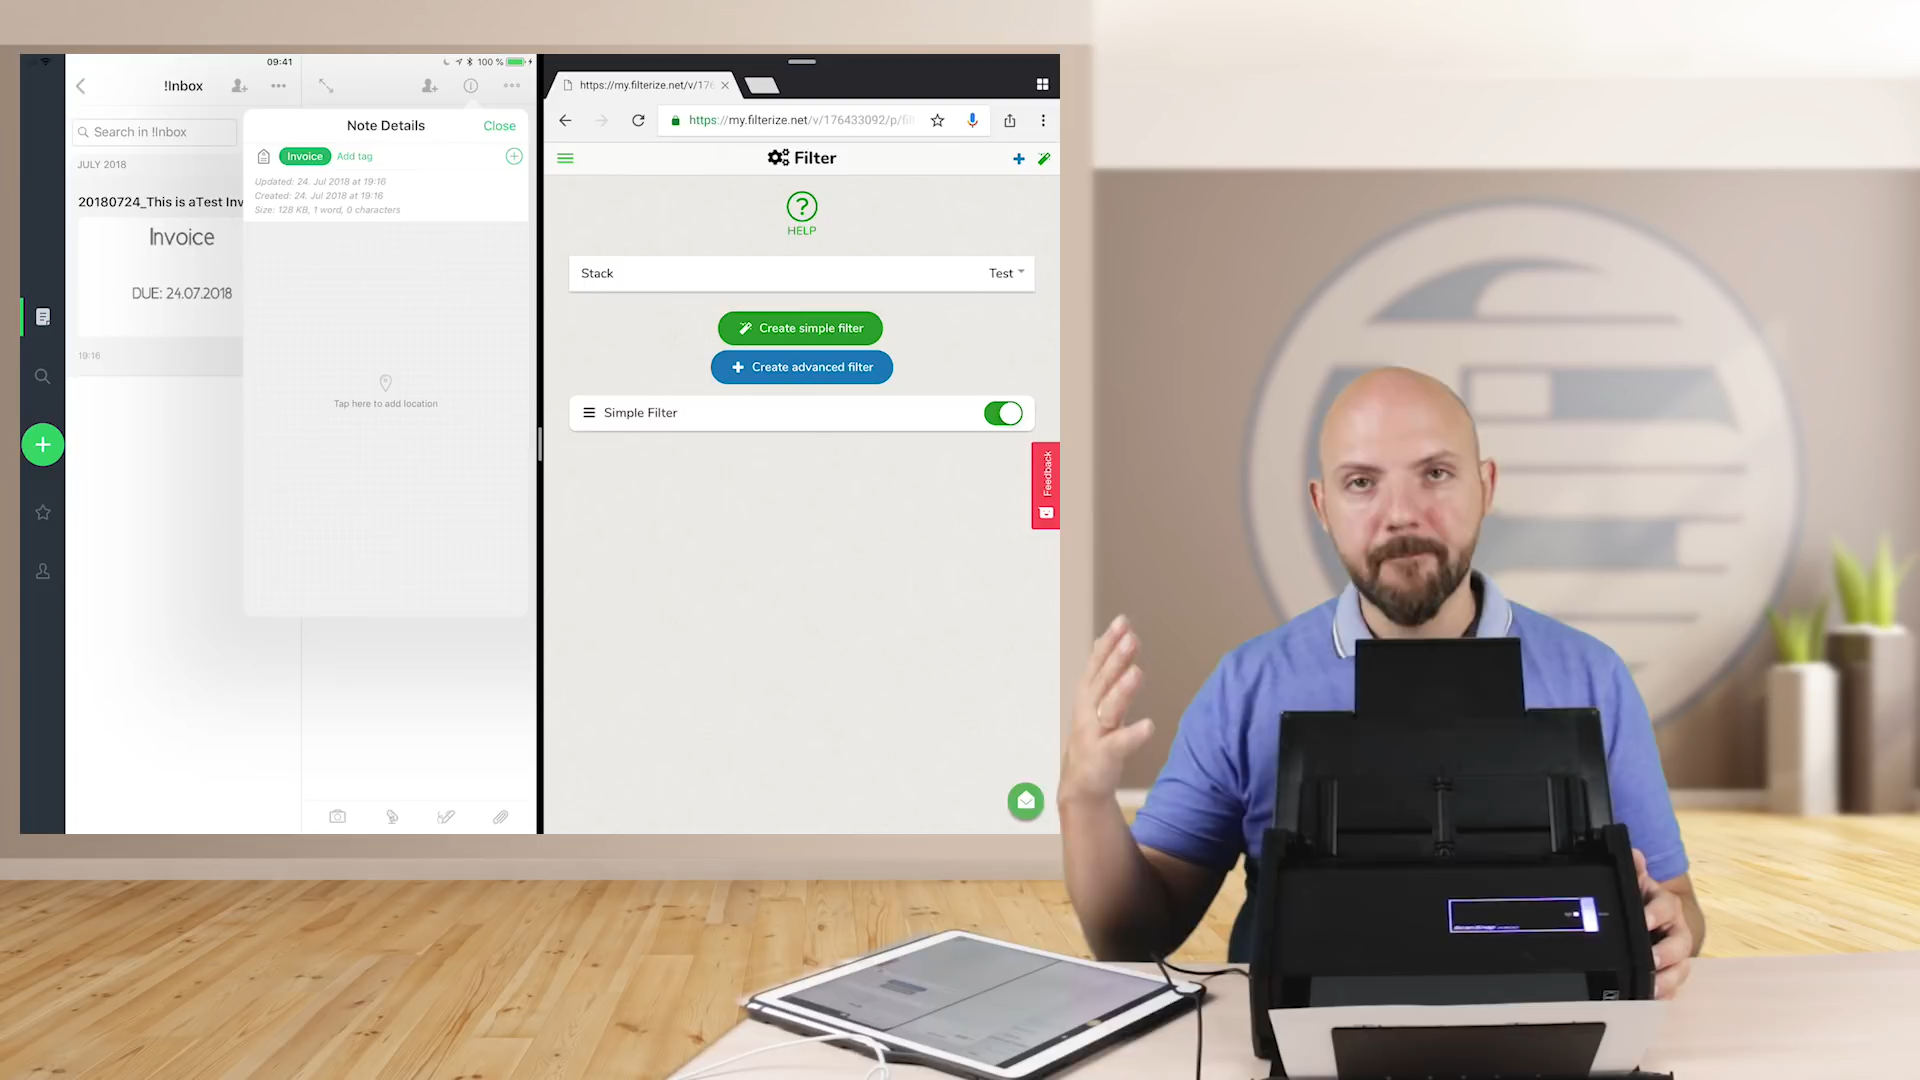 09:41
100 %
!Inbox
Search in !Inbox
JULY 2018
20180724_This is aTest Inv
Invoice
DUE: 24.07.2018
19:16
Note Details
Close
Invoice
Add tag
Updated: 24. Jul 2018 at 19:16
Created: 24. Jul 2018 at 19:16
Size: 128 KB, 1 word, 0 characters
Tap here to add location
https://my.filterize.net/v/176
https://my.filterize.net/v/176433092/p/fil
Filter
HELP
Stack
Test
Create simple filter
Create advanced filter
Simple Filter
Feedback
ScanSnap